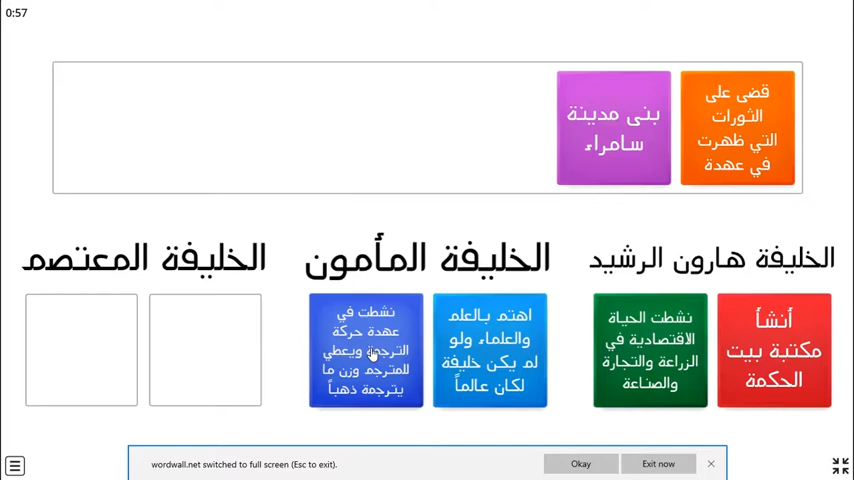 0:57
قضى على
الثورات
التي ظهرت
في عهدة
بنى مدينة
سامراء
الخليفة هارون الرشيد
الخليفة المأمون
الخليفة المعتصم
أنشأ
مكتبة بيت
الحكمة
نشطت الحياة
الاقتصادية في
الزراعة والتجارة
والصناعة
اهتم بالعلم
والعلماء ولو
لم يكن خليفة
لكان عالماً
نشطت في
عهدة حركة
الترجمة ويعطي
للمترجم وزن ما
يترجمة ذهباً
wordwall.net switched to full screen (Esc to exit).
Okay
Exit now